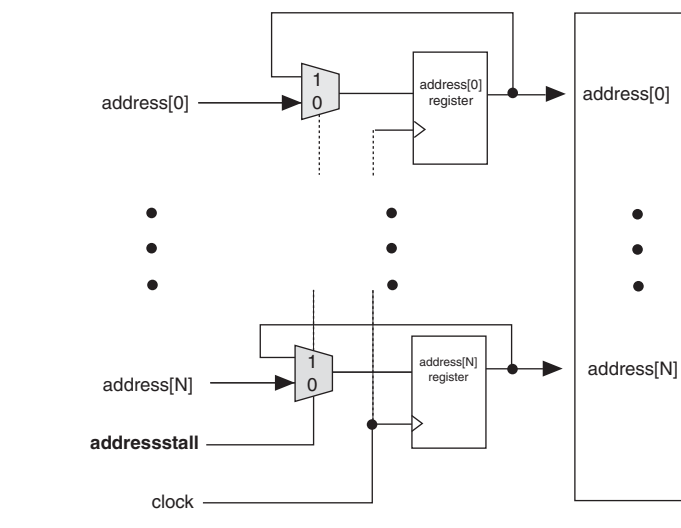 1
address[0]
0
address[0]
register
address[0]
1
address[N]
0
address[N]
register
address[N]
addressstall
clock